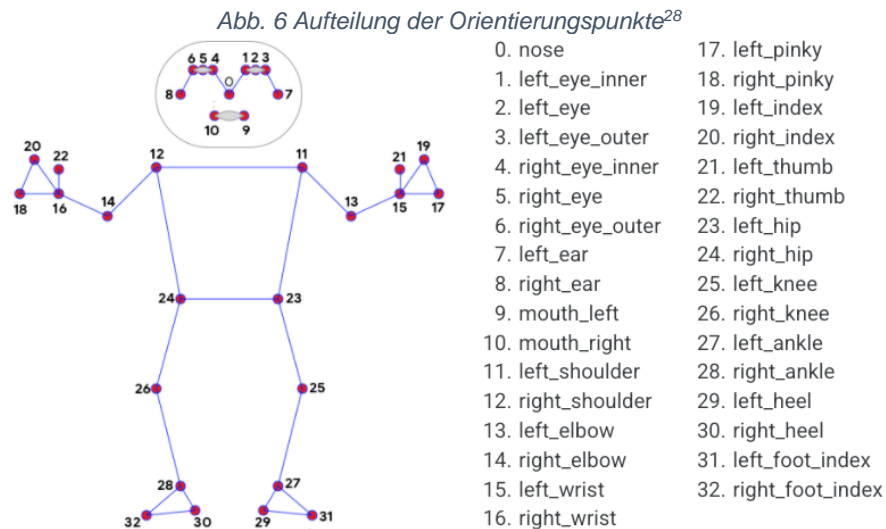 Abb. 6 Aufteilung der Orientierungspunkte28
6 5 4 0 1 2 3
8 7
10 9
20 22 12 11 21 19
18 16 14 13 15 17
24 23
26 25
28 27
32 30 29 31
0. nose
1. left_eye_inner
2. left_eye
3. left_eye_outer
4. right_eye_inner
5. right_eye
6. right_eye_outer
7. left_ear
8. right_ear
9. mouth_left
10. mouth_right
11. left_shoulder
12. right_shoulder
13. left_elbow
14. right_elbow
15. left_wrist
16. right_wrist
17. left_pinky
18. right_pinky
19. left_index
20. right_index
21. left_thumb
22. right_thumb
23. left_hip
24. right_hip
25. left_knee
26. right_knee
27. left_ankle
28. right_ankle
29. left_heel
30. right_heel
31. left_foot_index
32. right_foot_index